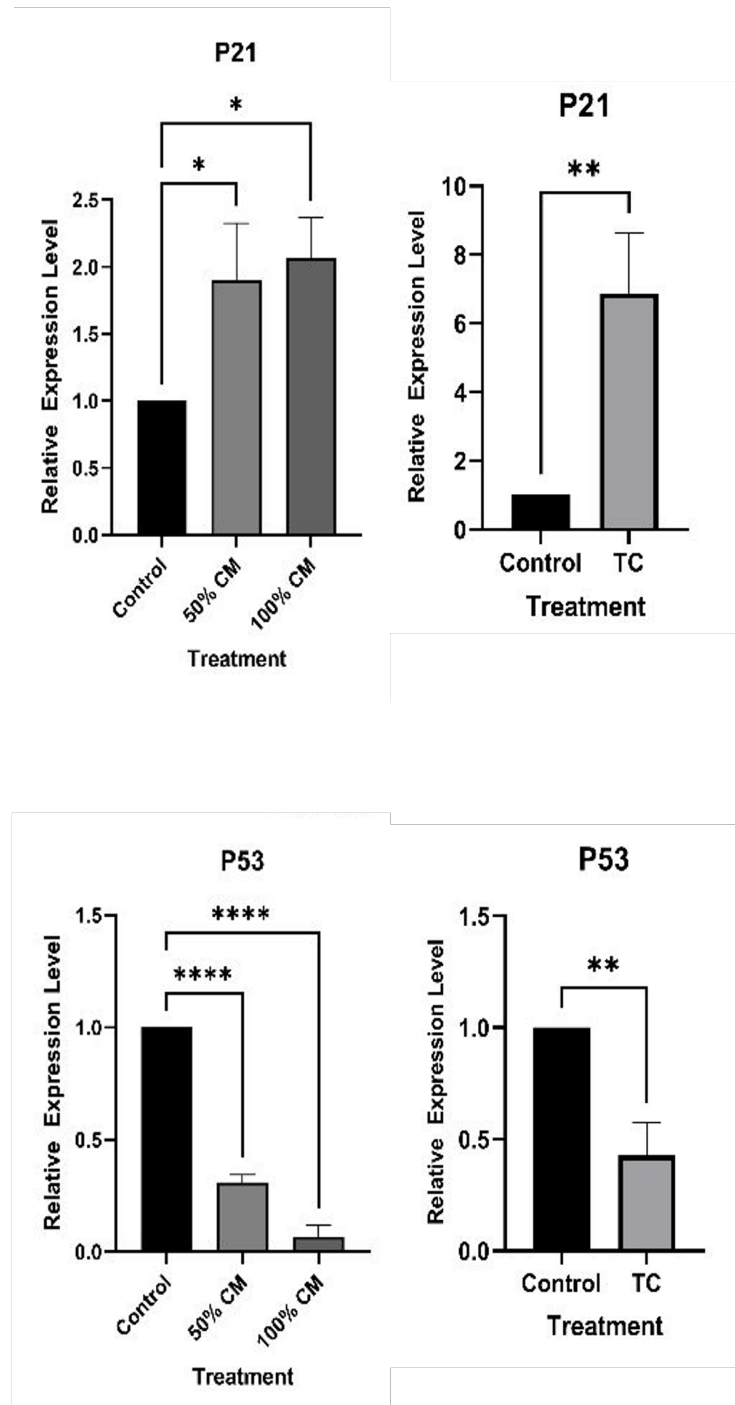 P21
*
*
Relative Expression Level
2.5
2.0
1.5
1.0
0.5
0.0
Control
50% CM
100% CM
Treatment
P21
**
Relative Expression Level
10
8
6
4
2
0
Control
TC
Treatment
P53
****
****
Relative Expression Level
1.5
1.0
0.5
0.0
Control
50% CM
100% CM
Treatment
P53
**
Relative Expression Level
1.5
1.0
0.5
0.0
Control
TC
Treatment